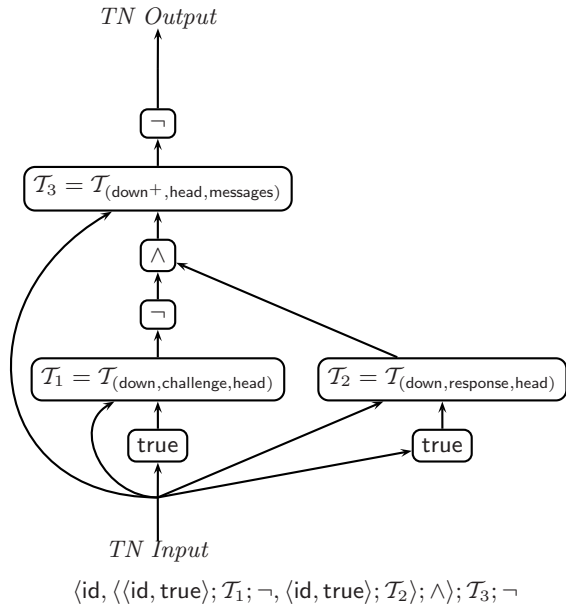 TN Output
¬
𝒯₃ = 𝒯₍down⁺,head,messages₎
∧
¬
𝒯₁ = 𝒯₍down,challenge,head₎ 𝒯₂ = 𝒯₍down,response,head₎
true true
TN Input
⟨id, ⟨⟨id, true⟩; 𝒯₁; ¬, ⟨id, true⟩; 𝒯₂⟩; ∧⟩; 𝒯₃; ¬